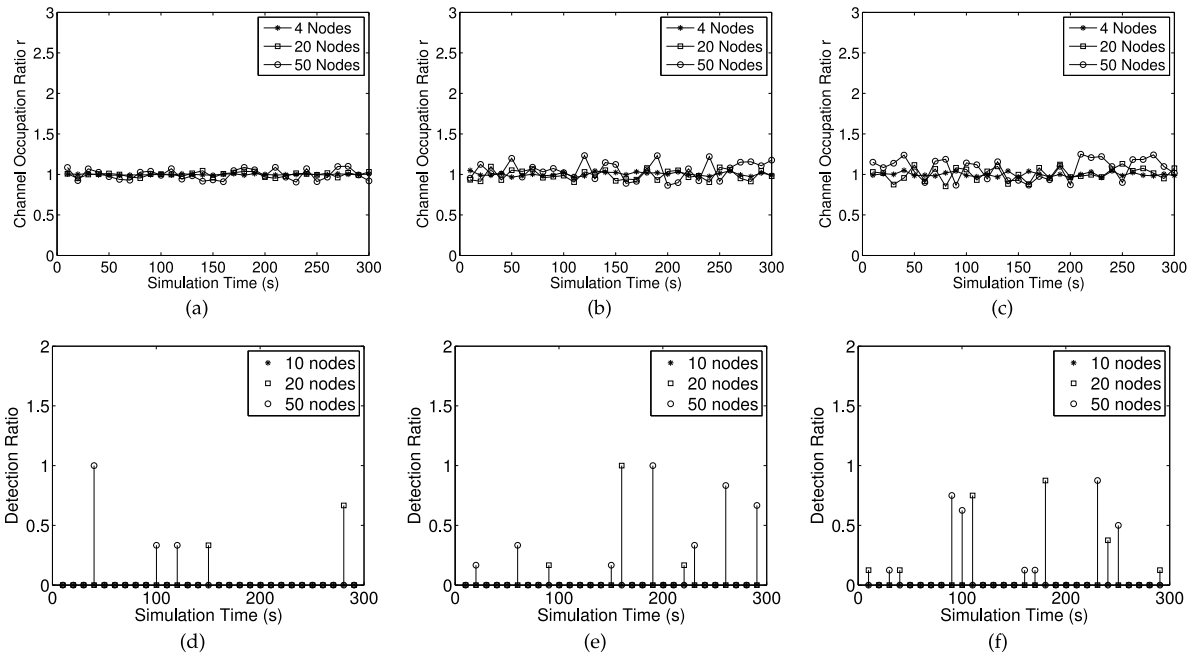 3
2.5
2
1.5
1
0.5
0
Channel Occupation Ratio r
4 Nodes
20 Nodes
50 Nodes
0 50 100 150 200 250 300
Simulation Time (s)
(a)
3
2.5
2
1.5
1
0.5
0
Channel Occupation Ratio r
4 Nodes
20 Nodes
50 Nodes
0 50 100 150 200 250 300
Simulation Time (s)
(b)
3
2.5
2
1.5
1
0.5
0
Channel Occupation Ratio r
4 Nodes
20 Nodes
50 Nodes
0 50 100 150 200 250 300
Simulation Time (s)
(c)
2
1.5
1
0.5
0
Detection Ratio
10 nodes
20 nodes
50 nodes
0 100 200 300
Simulation Time (s)
(d)
2
1.5
1
0.5
0
Detection Ratio
10 nodes
20 nodes
50 nodes
0 100 200 300
Simulation Time (s)
(e)
2
1.5
1
0.5
0
Detection Ratio
10 nodes
20 nodes
50 nodes
0 100 200 300
Simulation Time (s)
(f)